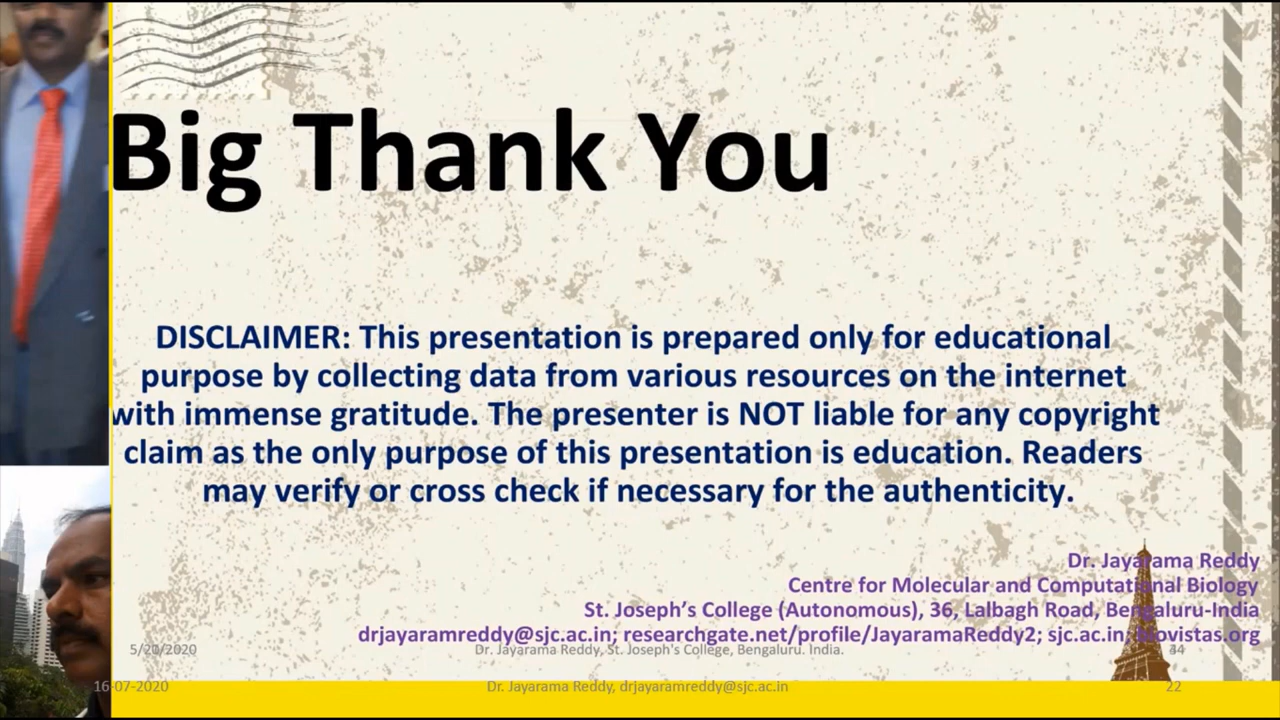 Big Thank You
DISCLAIMER: This presentation is prepared only for educational
purpose by collecting data from various resources on the internet
with immense gratitude. The presenter is NOT liable for any copyright
claim as the only purpose of this presentation is education. Readers
may verify or cross check if necessary for the authenticity.
Dr. Jayarama Reddy
Centre for Molecular and Computational Biology
St. Joseph's College (Autonomous), 36, Lalbagh Road, Bengaluru-India
drjayaramreddy@sjc.ac.in; researchgate.net/profile/JayaramaReddy2; sjc.ac.in; biovistas.org
Dr. Jayarama Reddy, St. Joseph's College, Bengaluru. India.
16-07-2020 Dr. Jayarama Reddy, drjayaramreddy@sjc.ac.in 22